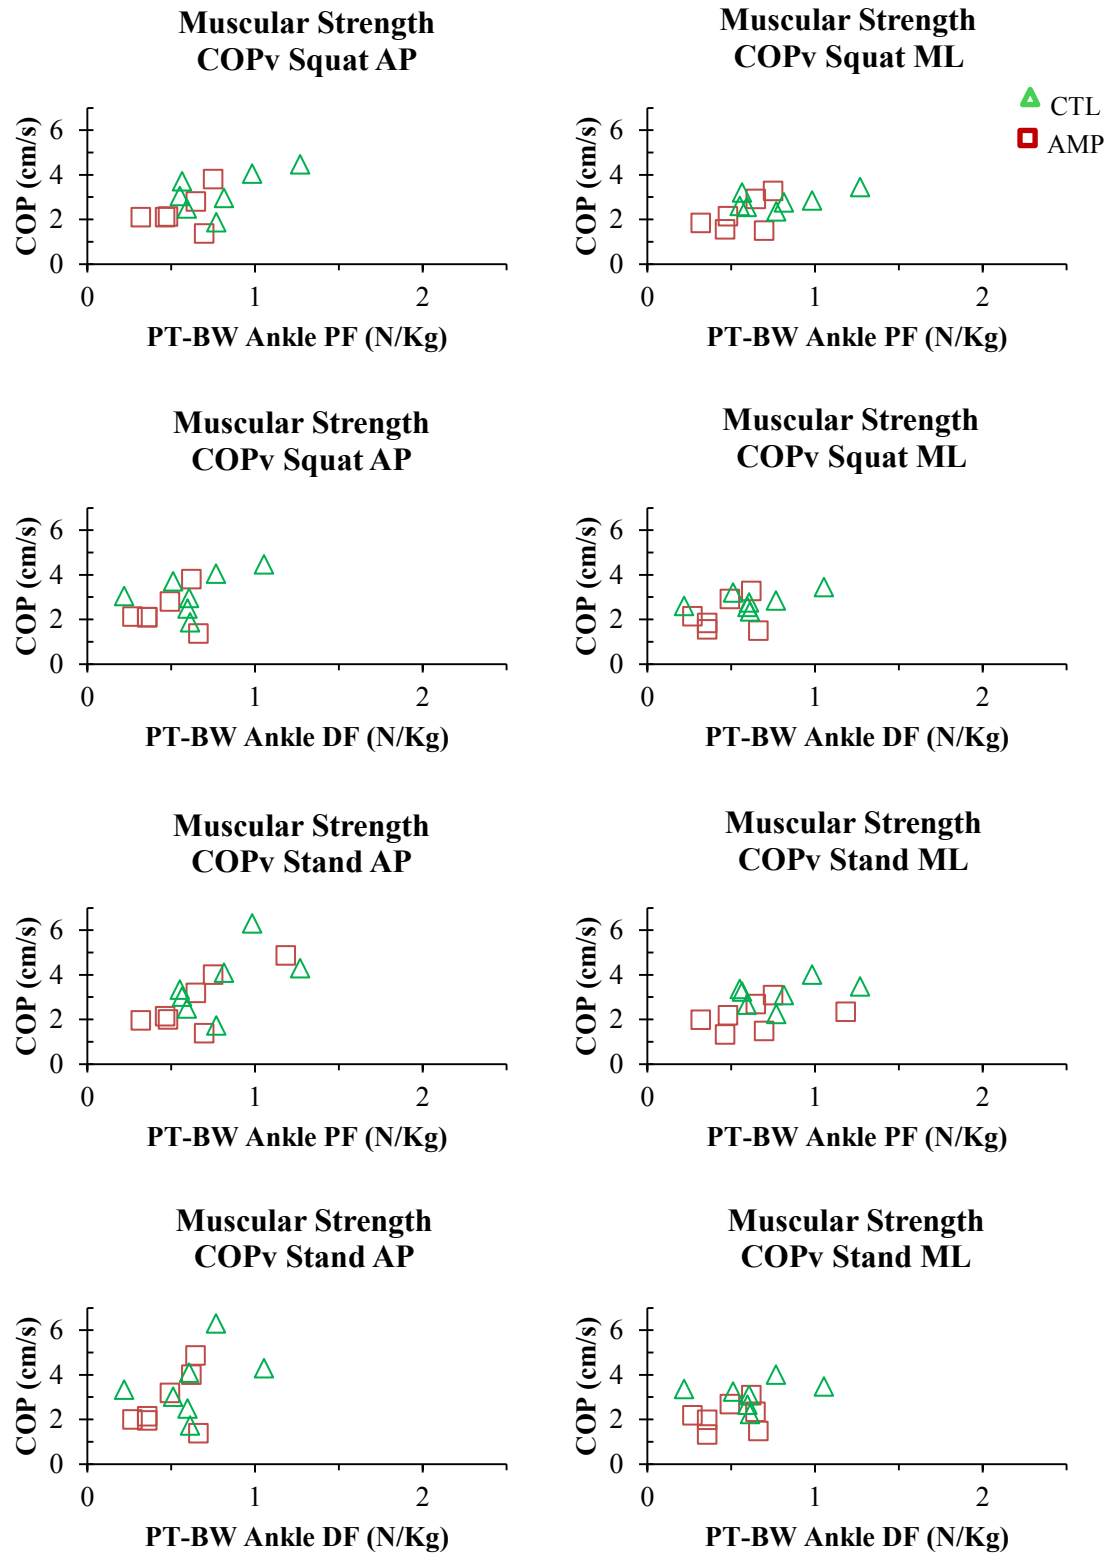 Muscular Strength
COPv Squat AP
COP (cm/s)
6
4
2
0
0 1 2
PT-BW Ankle PF (N/Kg)
Muscular Strength
COPv Squat ML
CTL
AMP
COP (cm/s)
6
4
2
0
0 1 2
PT-BW Ankle PF (N/Kg)
Muscular Strength
COPv Squat AP
COP (cm/s)
6
4
2
0
0 1 2
PT-BW Ankle DF (N/Kg)
Muscular Strength
COPv Squat ML
COP (cm/s)
6
4
2
0
0 1 2
PT-BW Ankle DF (N/Kg)
Muscular Strength
COPv Stand AP
COP (cm/s)
6
4
2
0
0 1 2
PT-BW Ankle PF (N/Kg)
Muscular Strength
COPv Stand ML
COP (cm/s)
6
4
2
0
0 1 2
PT-BW Ankle PF (N/Kg)
Muscular Strength
COPv Stand AP
COP (cm/s)
6
4
2
0
0 1 2
PT-BW Ankle DF (N/Kg)
Muscular Strength
COPv Stand ML
COP (cm/s)
6
4
2
0
0 1 2
PT-BW Ankle DF (N/Kg)